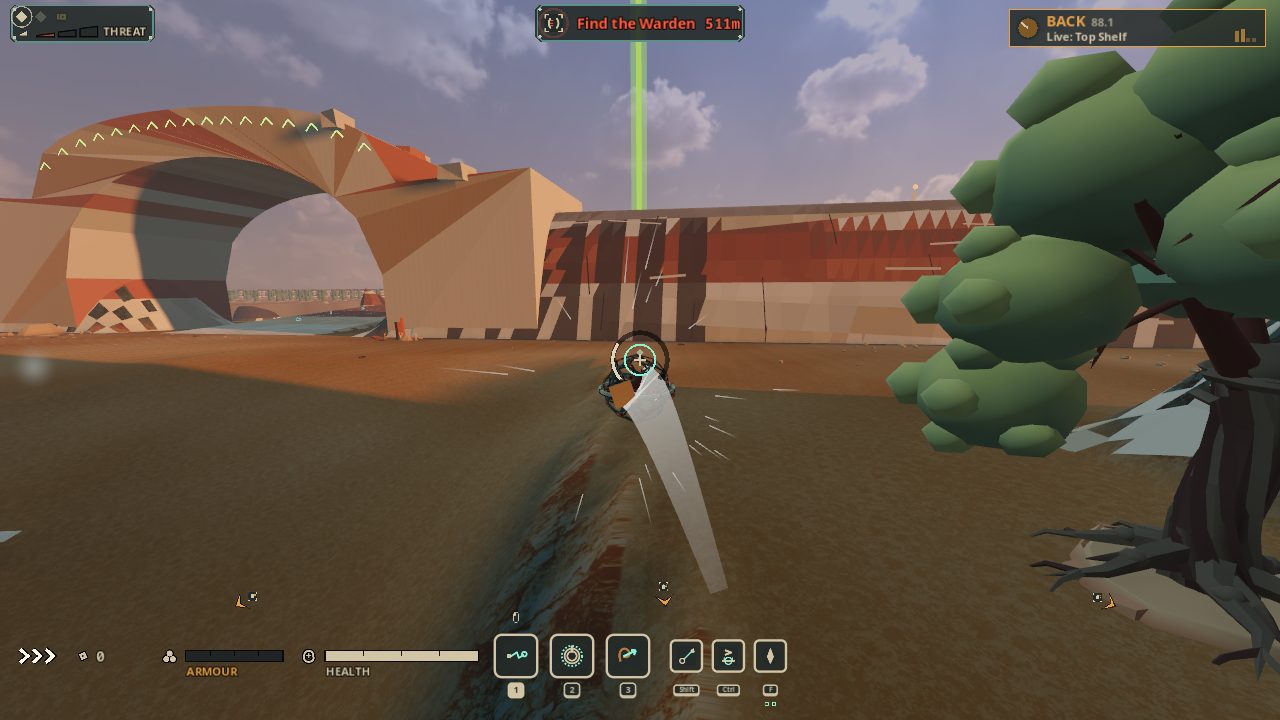 THREAT
Find the Warden 511m
BACK 88.1
Live: Top Shelf
0
ARMOUR
HEALTH
1
2
3
Shift
Ctrl
F